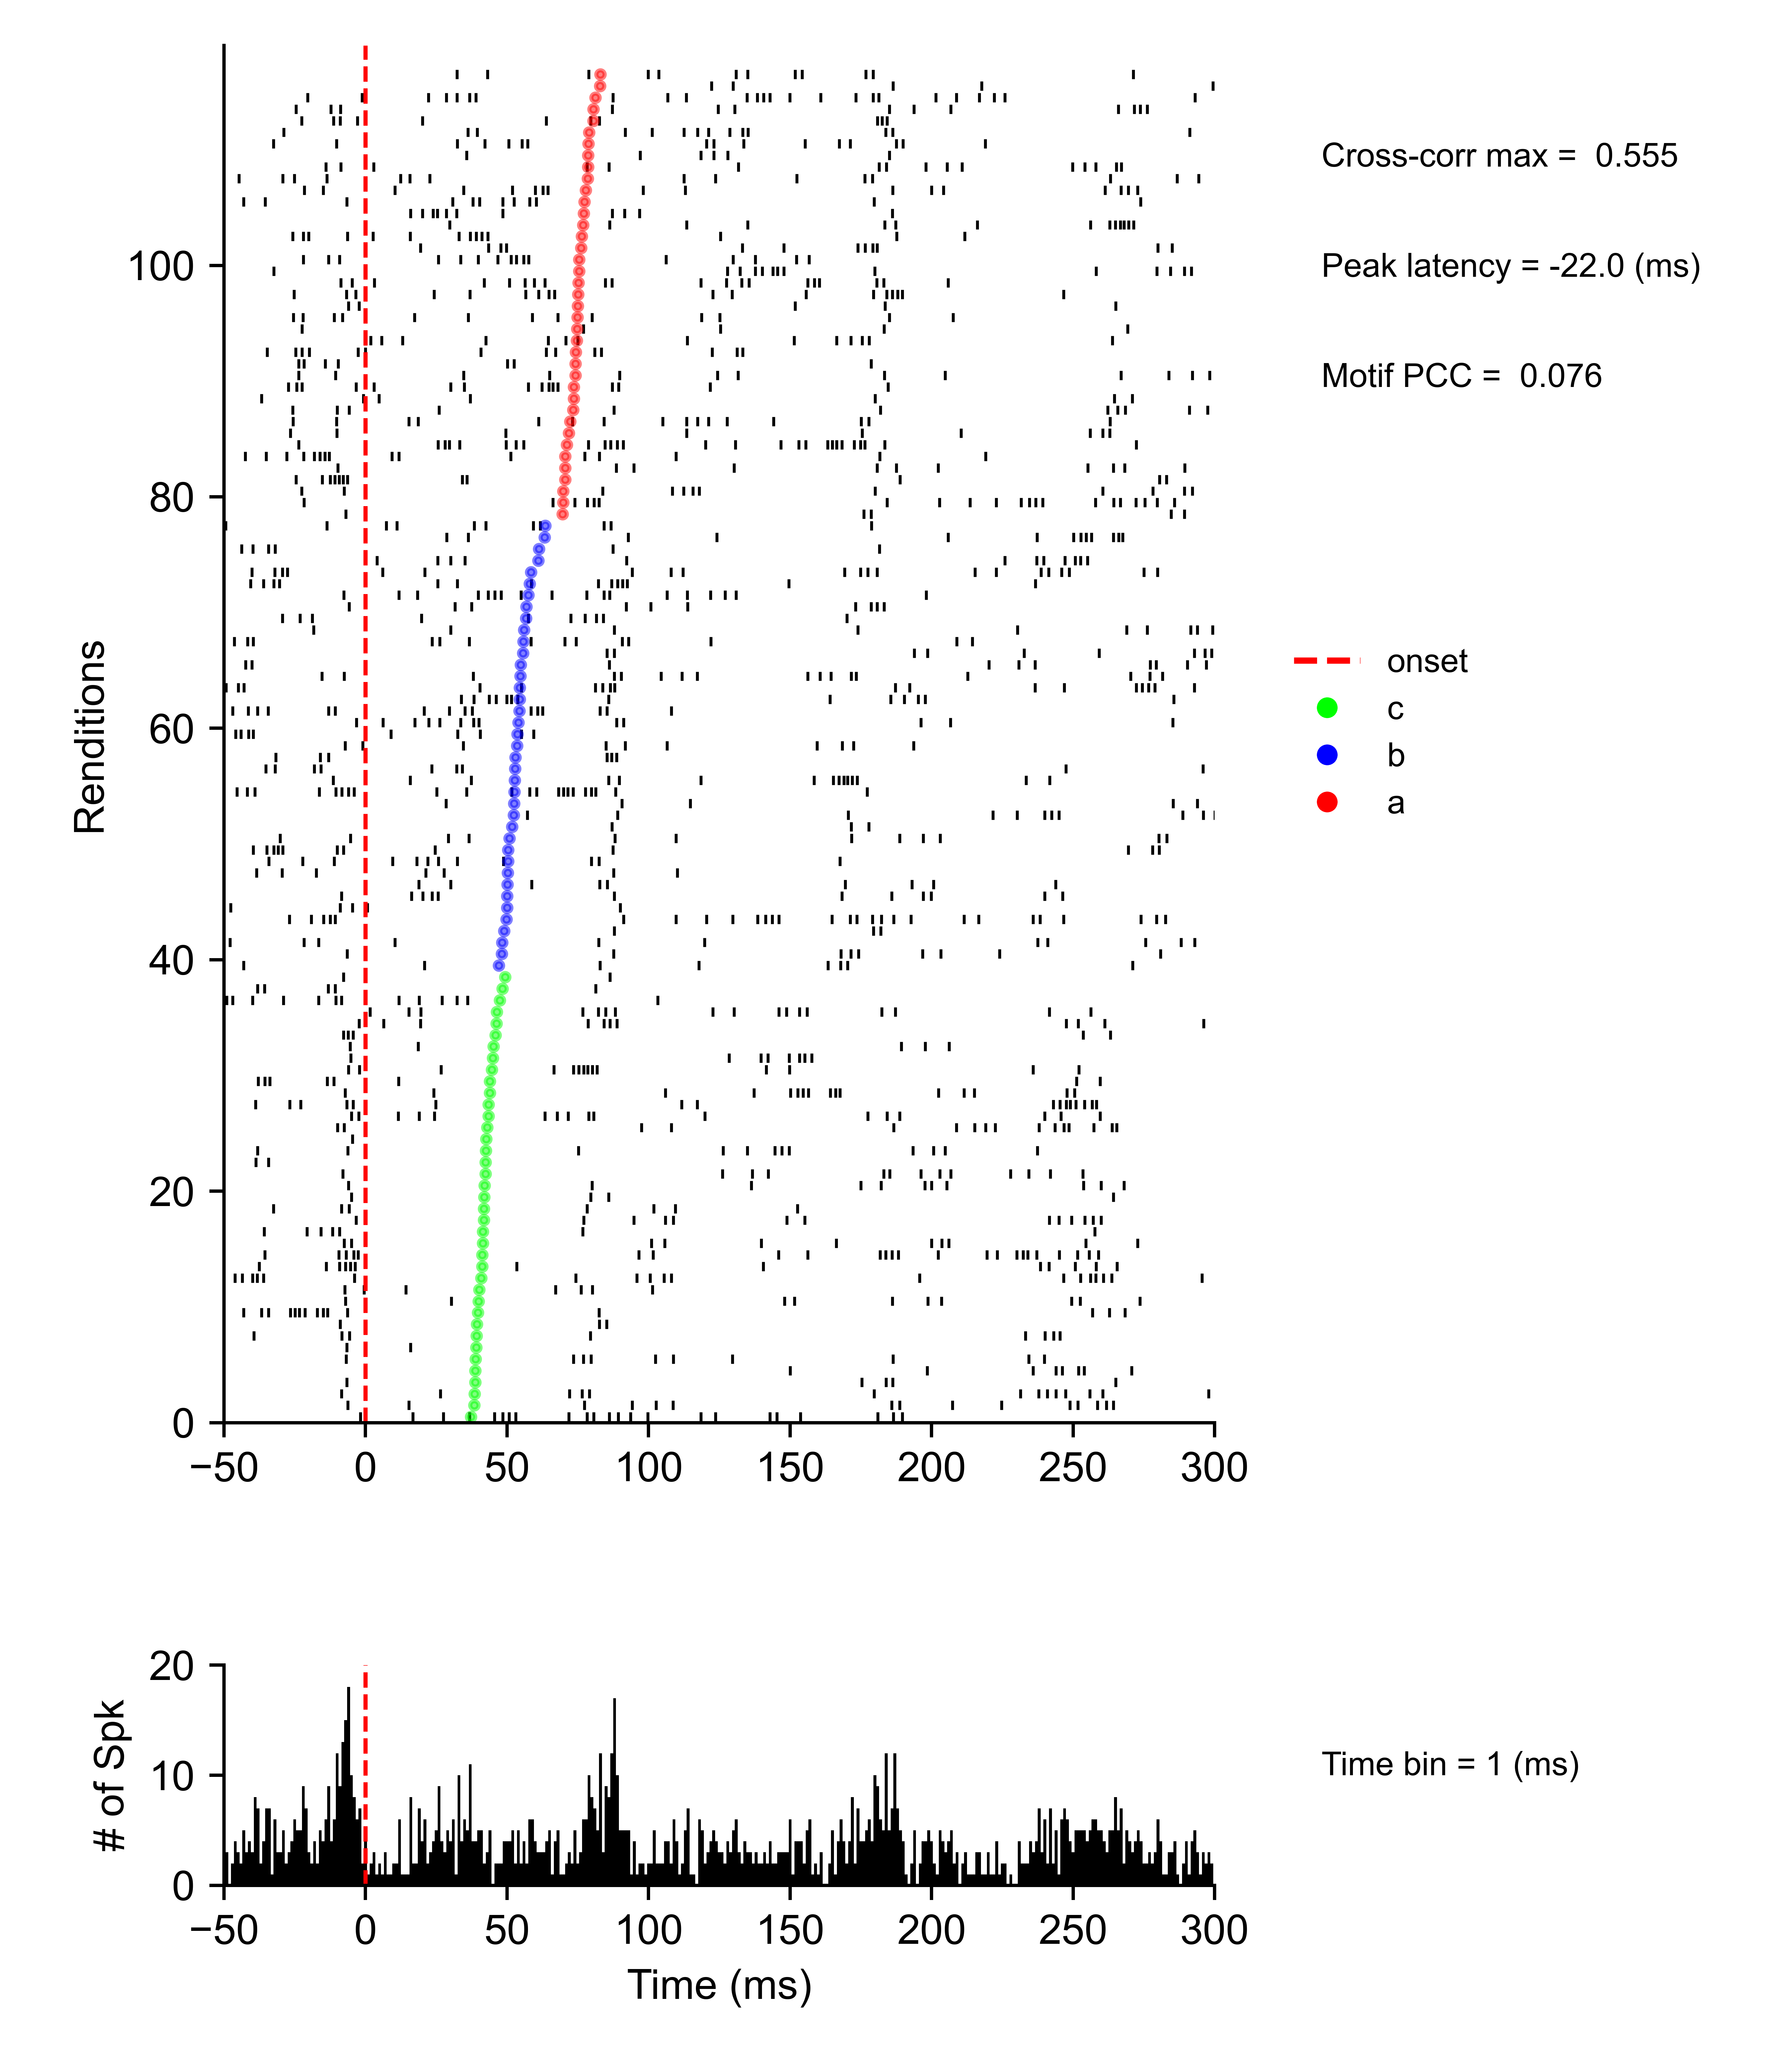 Cross-corr max = 0.555
Peak latency = -22.0 (ms)
Motif PCC = 0.076
Renditions
100
80
60
40
20
0
−50 0 50 100 150 200 250 300
onset
c
b
a
# of Spk
20
10
0
−50 0 50 100 150 200 250 300
Time (ms)
Time bin = 1 (ms)